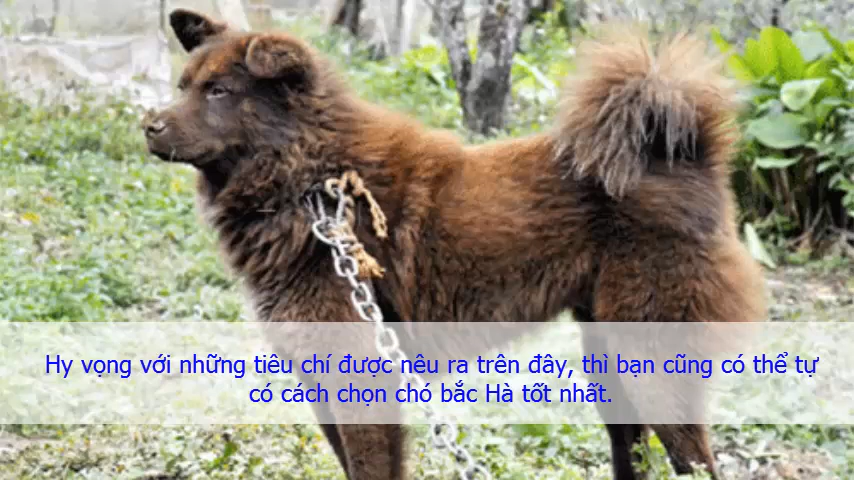 Hy vọng với những tiêu chí được nêu ra trên đây, thì bạn cũng có thể tự
có cách chọn chó bắc Hà tốt nhất.